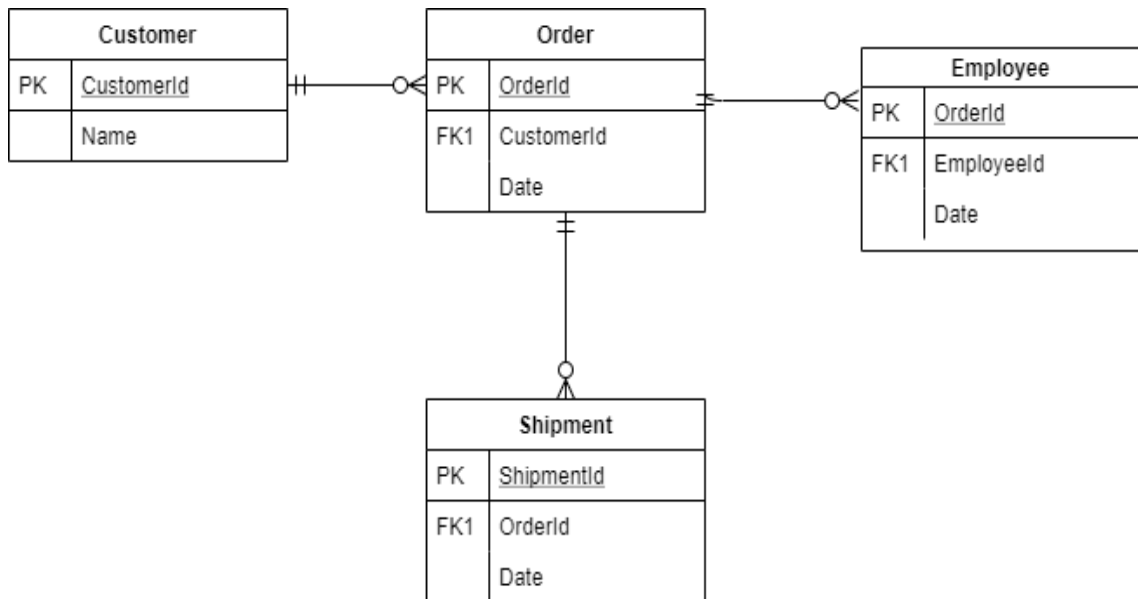 Customer
PK CustomerId
Name
Order
PK OrderId
FK1 CustomerId
Date
Employee
PK OrderId
FK1 EmployeeId
Date
Shipment
PK ShipmentId
FK1 OrderId
Date